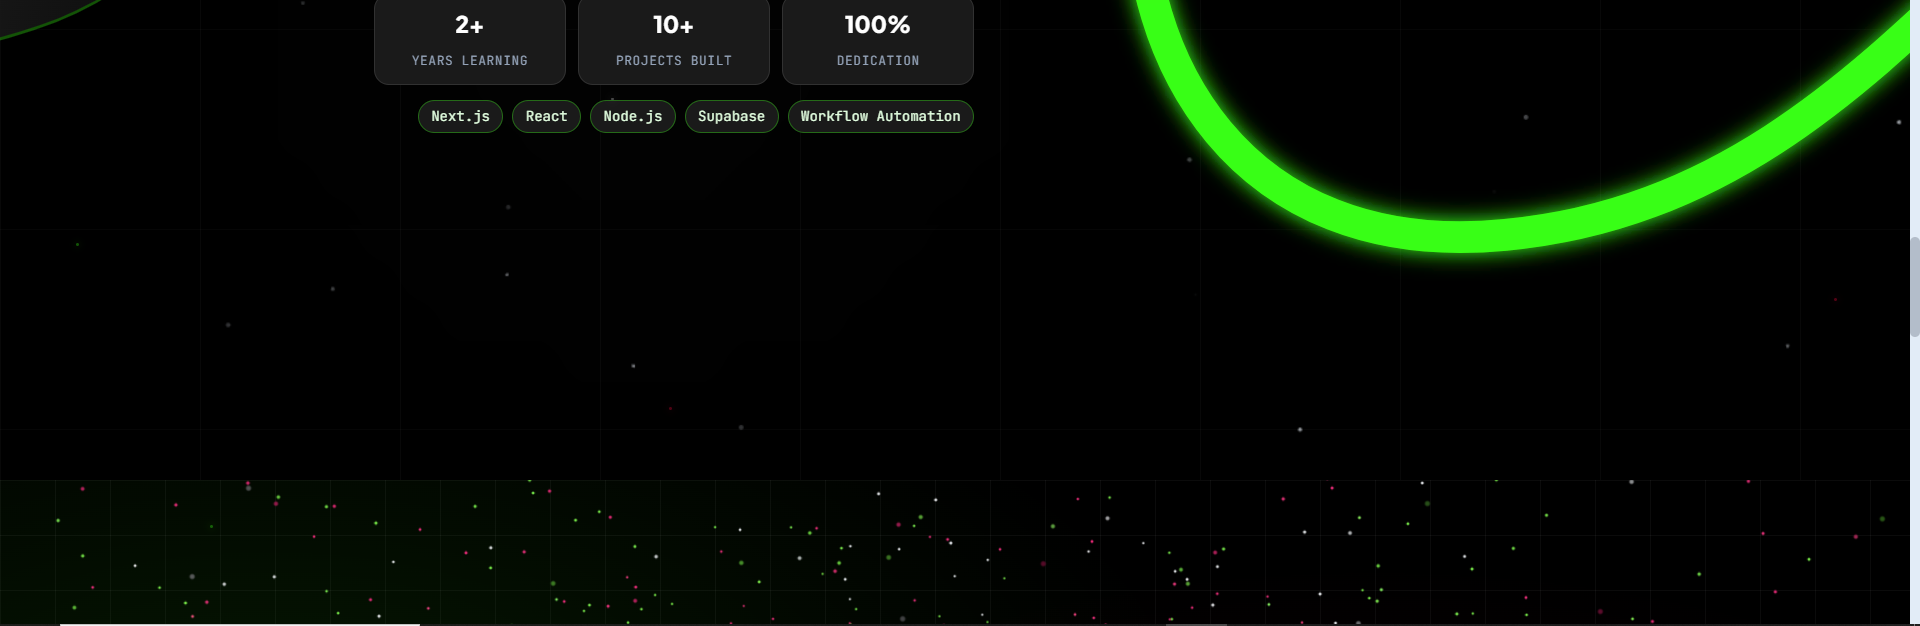 2+ 10+ 100%
YEARS LEARNING PROJECTS BUILT DEDICATION
Next.js React Node.js Supabase Workflow Automation